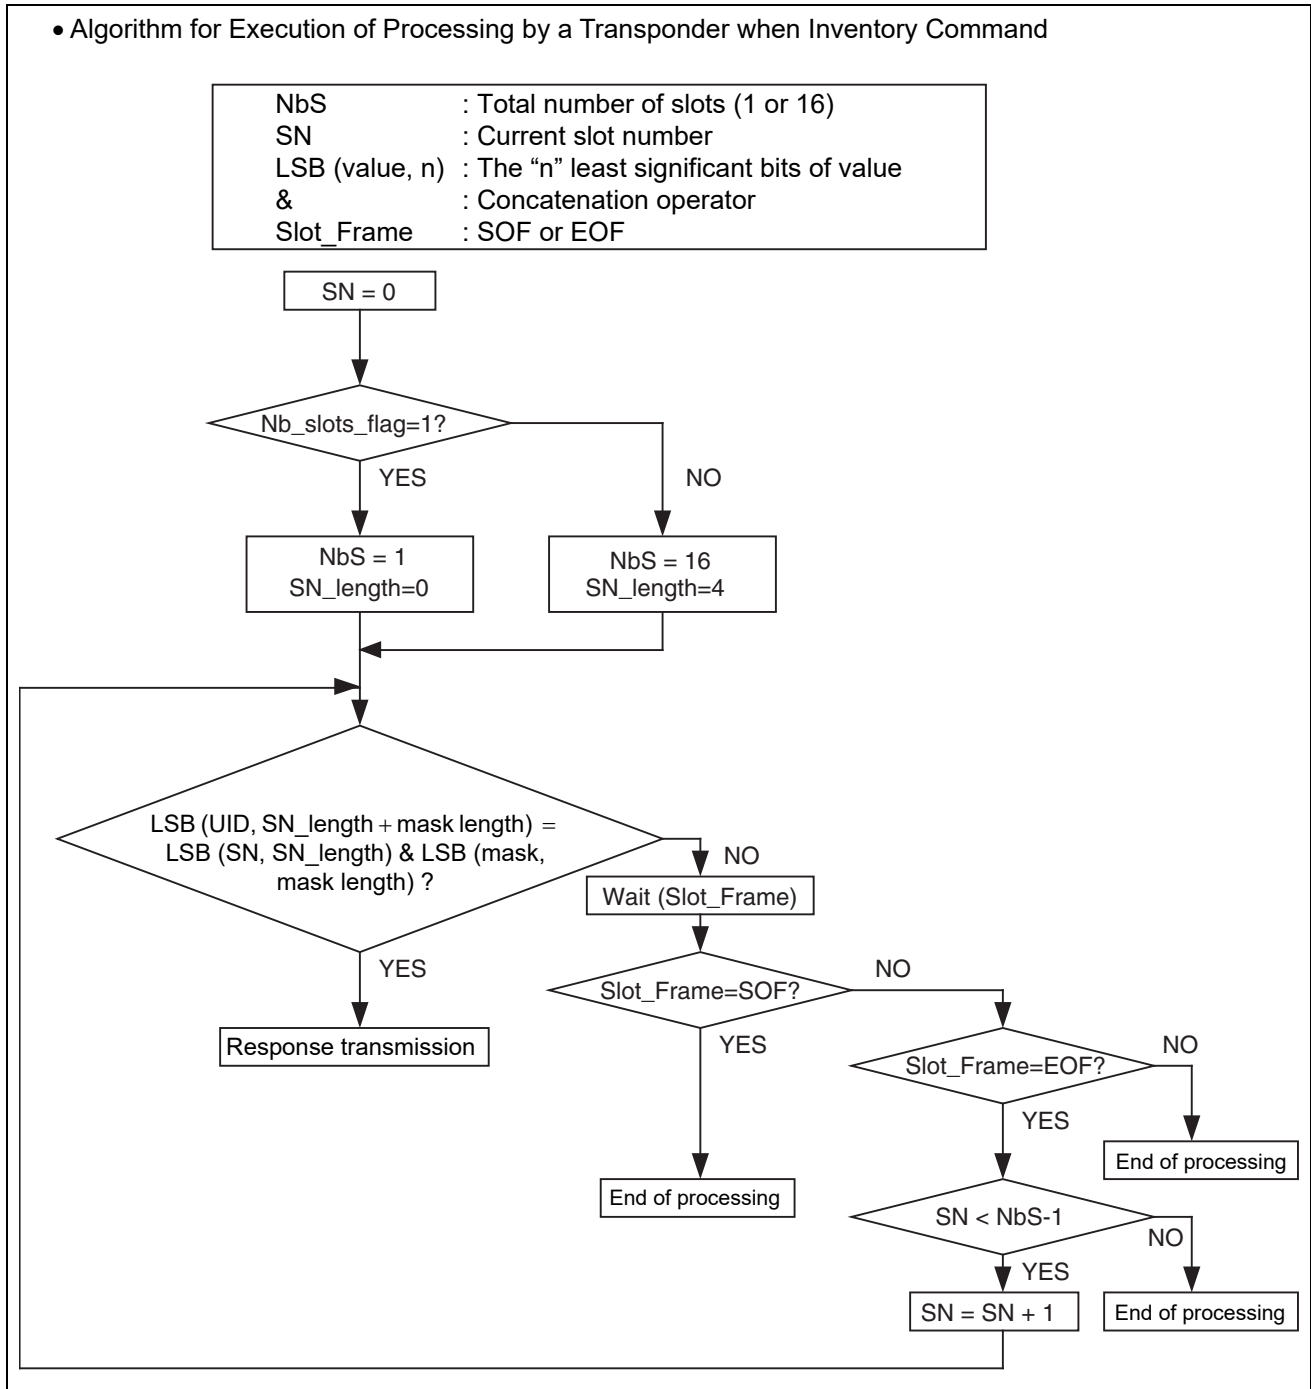 • Algorithm for Execution of Processing by a Transponder when Inventory Command
NbS : Total number of slots (1 or 16)
SN : Current slot number
LSB (value, n) : The “n” least significant bits of value
& : Concatenation operator
Slot_Frame : SOF or EOF
SN = 0
Nb_slots_flag=1?
YES
NO
NbS = 1
SN_length=0
NbS = 16
SN_length=4
LSB (UID, SN_length + mask length) =
LSB (SN, SN_length) & LSB (mask,
mask length) ?
NO
Wait (Slot_Frame)
YES
Response transmission
Slot_Frame=SOF?
NO
YES
End of processing
Slot_Frame=EOF?
NO
YES
End of processing
SN < NbS-1
NO
YES
SN = SN + 1
End of processing